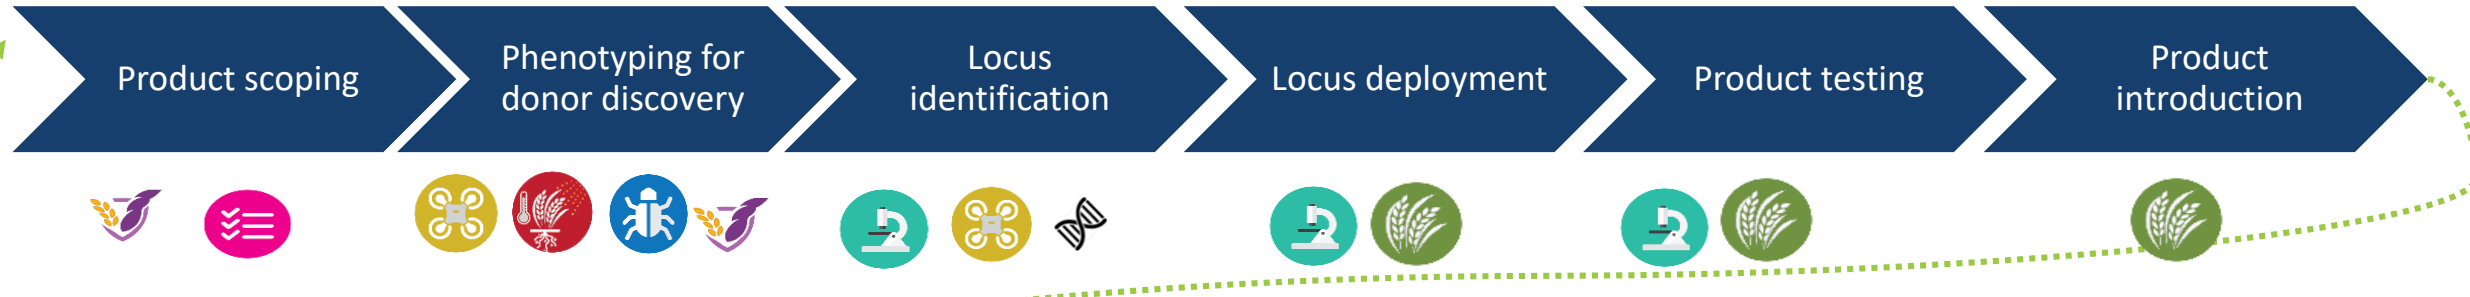 Product scoping
Phenotyping for
donor discovery
Locus
identification
Locus deployment
Product testing
Product
introduction